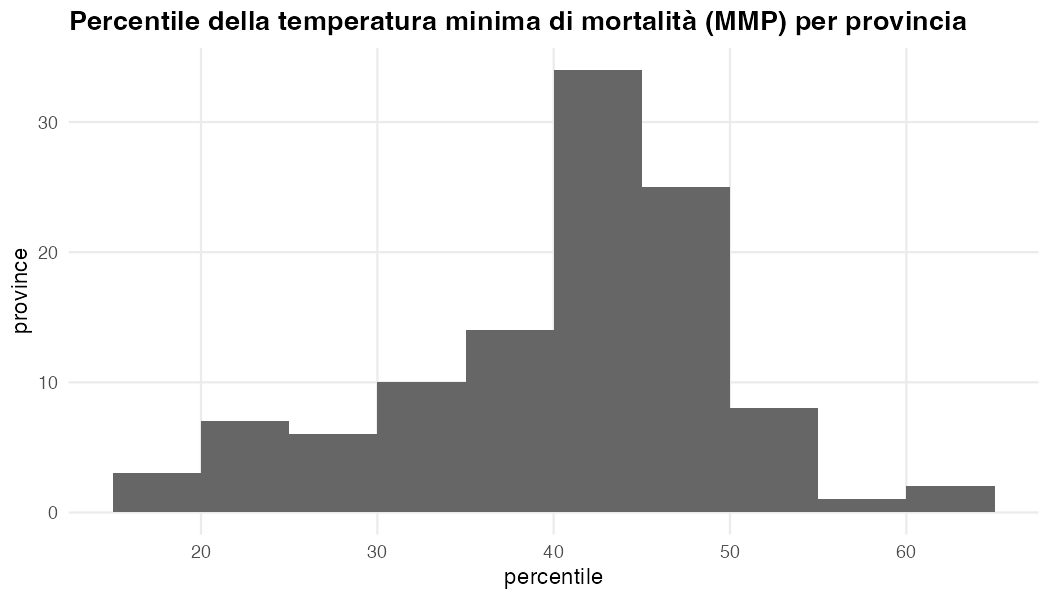 Percentile della temperatura minima di mortalità (MMP) per provincia
province
30
20
10
0
20 30 40 50 60
percentile